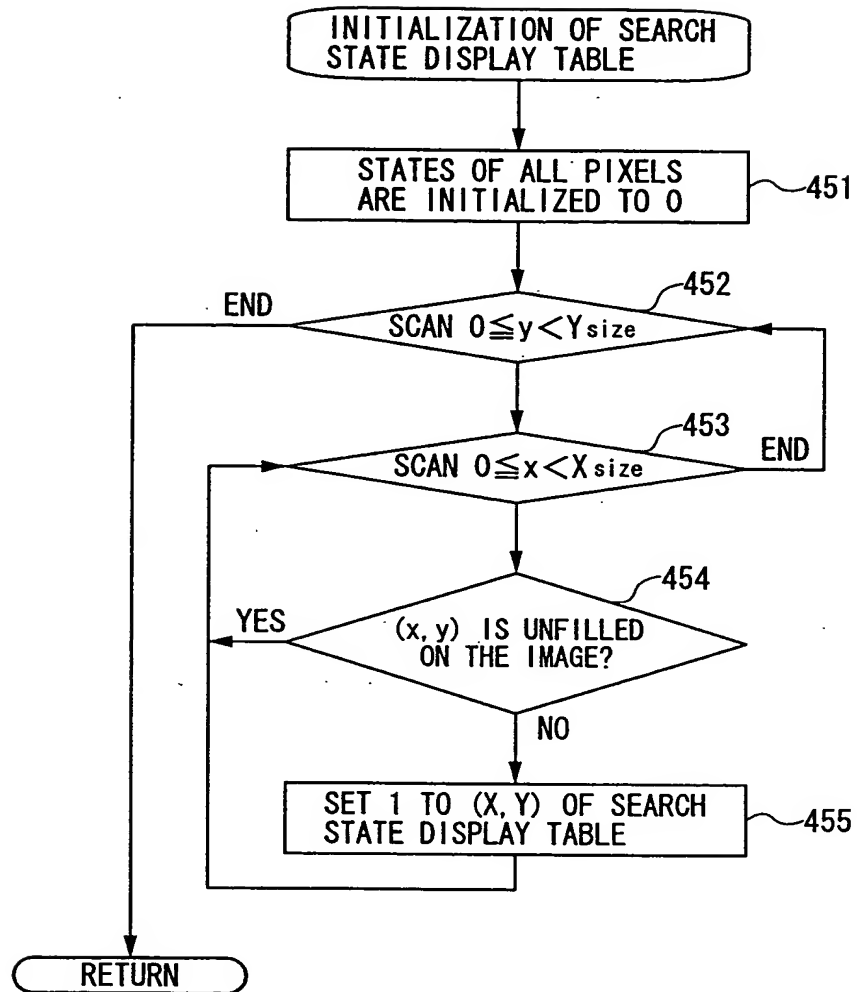 INITIALIZATION OF SEARCH
STATE DISPLAY TABLE
STATES OF ALL PIXELS
ARE INITIALIZED TO 0
451
452
END
SCAN 0≦y<Ysize
453
END
SCAN 0≦x<Xsize
454
YES
(x,y) IS UNFILLED
ON THE IMAGE?
NO
SET 1 TO (X,Y) OF SEARCH
STATE DISPLAY TABLE
455
RETURN